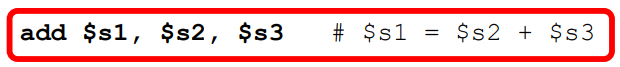 add $s1, $s2, $s3 # $s1 = $s2 + $s3